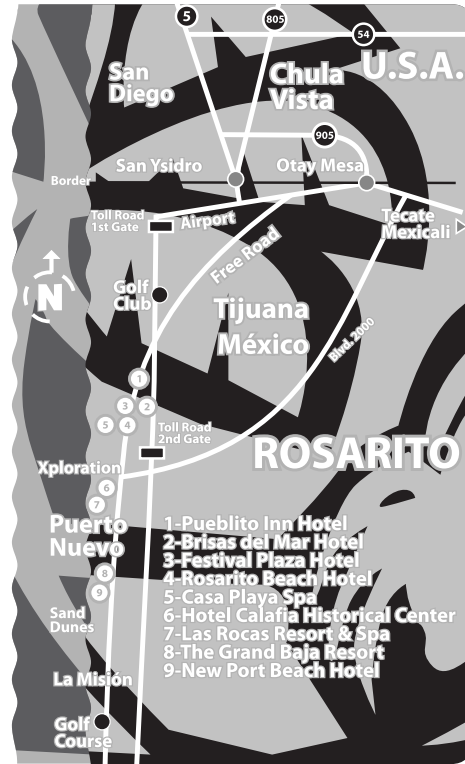 5
805
54
San
Diego
Chula
Vista
U.S.A.
905
San Ysidro
Otay Mesa
Border
Toll Road
1st Gate
Airport
Tecate
Mexicali
Free Road
N
Golf
Club
Tijuana
México
Blvd. 2000
1
3
2
5
4
Toll Road
2nd Gate
ROSARITO
Xploration
6
7
Puerto
Nuevo
1-Pueblito Inn Hotel
2-Brisas del Mar Hotel
3-Festival Plaza Hotel
4-Rosarito Beach Hotel
5-Casa Playa Spa
6-Hotel Calafia Historical Center
7-Las Rocas Resort & Spa
8-The Grand Baja Resort
9-New Port Beach Hotel
8
9
Sand
Dunes
La Misión
Golf
Course